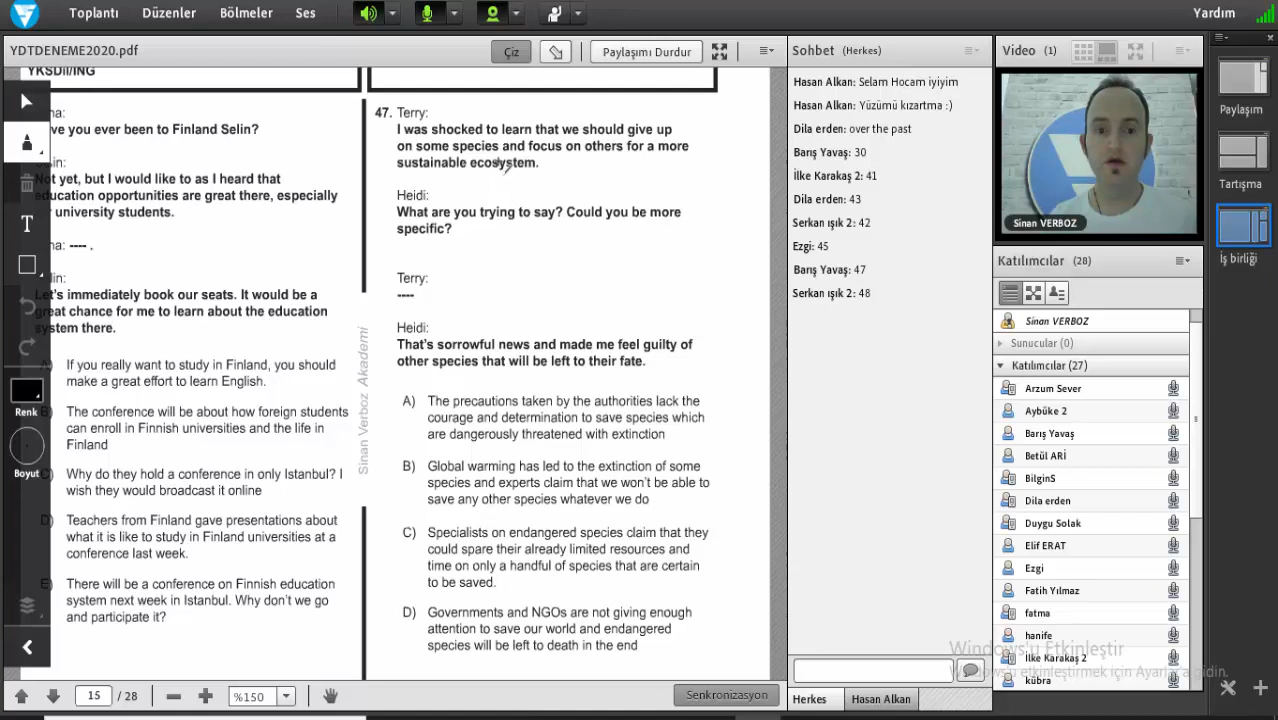 Toplantı Düzenler Bölmeler Ses Yardım
YDTDENEME2020.pdf
Çiz
Paylaşımı Durdur
YKSDil/ING
Have you ever been to Finland Selin?
Not yet, but I would like to as I heard that
education opportunities are great there, especially
university students.
---- .
Let's immediately book our seats. It would be a
great chance for me to learn about the education
system there.
If you really want to study in Finland, you should
make a great effort to learn English.
The conference will be about how foreign students
can enroll in Finnish universities and the life in
Finland
Why do they hold a conference in only Istanbul? I
wish they would broadcast it online
Teachers from Finland gave presentations about
what it is like to study in Finland universities at a
conference last week.
There will be a conference on Finnish education
system next week in Istanbul. Why don't we go
and participate it?
Renk
Boyut
Sinan Verboz Akademi
47. Terry:
I was shocked to learn that we should give up
on some species and focus on others for a more
sustainable ecosystem.
Heidi:
What are you trying to say? Could you be more
specific?
Terry:
----
Heidi:
That's sorrowful news and made me feel guilty of
other species that will be left to their fate.
A) The precautions taken by the authorities lack the
courage and determination to save species which
are dangerously threatened with extinction
B) Global warming has led to the extinction of some
species and experts claim that we won't be able to
save any other species whatever we do
C) Specialists on endangered species claim that they
could spare their already limited resources and
time on only a handful of species that are certain
to be saved.
D) Governments and NGOs are not giving enough
attention to save our world and endangered
species will be left to death in the end
15 / 28
%150
Senkronizasyon
Sohbet (Herkes)
Hasan Alkan: Selam Hocam iyiyim
Hasan Alkan: Yüzümü kızartma :)
Dila erden: over the past
Barış Yavaş: 30
İlke Karakaş 2: 41
Dila erden: 43
Serkan ışık 2: 42
Ezgi: 45
Barış Yavaş: 47
Serkan ışık 2: 48
Herkes
Hasan Alkan
Video (1)
Sinan VERBOZ
Katılımcılar (28)
Sinan VERBOZ
Sunucular (0)
Katılımcılar (27)
Arzum Sever
Aybüke 2
Barış Yavaş
Betül ARİ
BilginS
Dila erden
Duygu Solak
Elif ERAT
Ezgi
Fatih Yılmaz
fatma
hanife
İlke Karakaş 2
kübra
Paylaşım
Tartışma
İş birliği
Windows'u Etkinleştir
Windows'u etkinleştirmek için Ayarlar'a gidin.